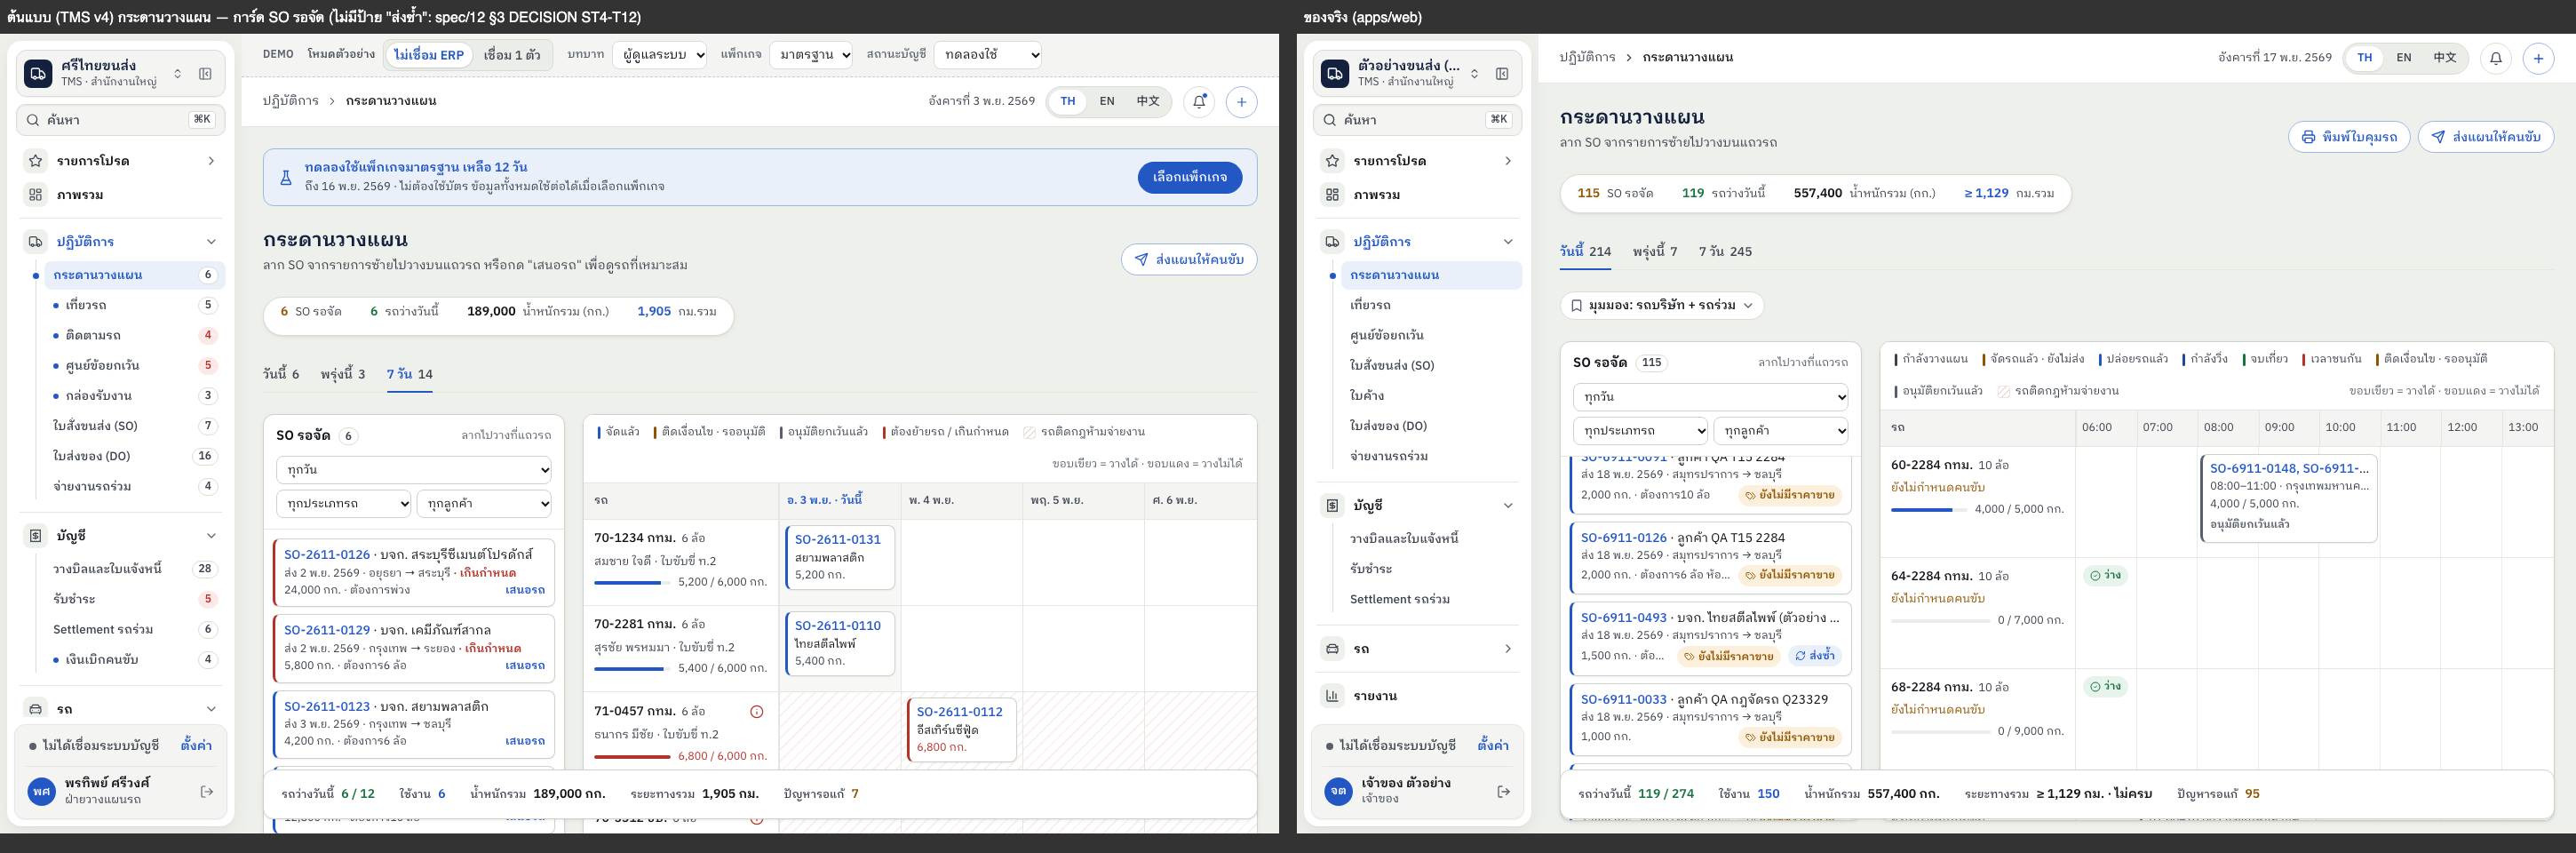 ต้นแบบ (TMS v4) กระดานวางแผน — การ์ด SO รอจัด (ไม่มีป้าย "ส่งซ้ำ": spec/12 §3 DECISION ST4-T12)
ศรีไทยขนส่ง
TMS · สำนักงานใหญ่
ค้นหา ⌘K
รายการโปรด
ภาพรวม
ปฏิบัติการ
กระดานวางแผน 6
เที่ยวรถ 5
ติดตามรถ 4
ศูนย์ข้อยกเว้น 5
กล่องรับงาน 3
ใบสั่งขนส่ง (SO) 7
ใบส่งของ (DO) 16
จ่ายงานรถร่วม 4
บัญชี
วางบิลและใบแจ้งหนี้ 28
รับชำระ 5
Settlement รถร่วม 6
เงินเบิกคนขับ 4
รถ
ไม่ได้เชื่อมระบบบัญชี ตั้งค่า
พศ พรทิพย์ ศรีวงศ์
ฝ่ายวางแผนรถ
DEMO โหมดตัวอย่าง ไม่เชื่อม ERP เชื่อม 1 ตัว บทบาท ผู้ดูแลระบบ แพ็กเกจ มาตรฐาน สถานะบัญชี ทดลองใช้
ปฏิบัติการ กระดานวางแผน อังคารที่ 3 พ.ย. 2569 TH EN 中文
ทดลองใช้แพ็กเกจมาตรฐาน เหลือ 12 วัน
ถึง 16 พ.ย. 2569 · ไม่ต้องใช้บัตร ข้อมูลทั้งหมดใช้ต่อได้เมื่อเลือกแพ็กเกจ
เลือกแพ็กเกจ
กระดานวางแผน
ลาก SO จากรายการซ้ายไปวางบนแถวรถ หรือกด "เสนอรถ" เพื่อดูรถที่เหมาะสม
ส่งแผนให้คนขับ
6 SO รอจัด 6 รถว่างวันนี้ 189,000 น้ำหนักรวม (กก.) 1,905 กม.รวม
วันนี้ 6 พรุ่งนี้ 3 7 วัน 14
SO รอจัด 6 ลากไปวางที่แถวรถ
ทุกวัน
ทุกประเภทรถ ทุกลูกค้า
SO-2611-0126 · บจก. สระบุรีซีเมนต์โปรดักส์
ส่ง 2 พ.ย. 2569 · อยุธยา → สระบุรี · เกินกำหนด
24,000 กก. · ต้องการพ่วง เสนอรถ
SO-2611-0129 · บจก. เคมีภัณฑ์สากล
ส่ง 2 พ.ย. 2569 · กรุงเทพ → ระยอง · เกินกำหนด
5,800 กก. · ต้องการ6 ล้อ เสนอรถ
SO-2611-0123 · บจก. สยามพลาสติก
ส่ง 3 พ.ย. 2569 · กรุงเทพ → ชลบุรี
4,200 กก. · ต้องการ6 ล้อ เสนอรถ
จัดแล้ว ติดเงื่อนไข · รออนุมัติ อนุมัติยกเว้นแล้ว ต้องย้ายรถ / เกินกำหนด รถติดกฎห้ามจ่ายงาน
ขอบเขียว = วางได้ · ขอบแดง = วางไม่ได้
รถ อ. 3 พ.ย. · วันนี้ พ. 4 พ.ย. พฤ. 5 พ.ย. ศ. 6 พ.ย.
70-1234 กทม. 6 ล้อ
สมชาย ใจดี · ใบขับขี่ ท.2
5,200 / 6,000 กก.
SO-2611-0131
สยามพลาสติก
5,200 กก.
70-2281 กทม. 6 ล้อ
สุรชัย พรหมมา · ใบขับขี่ ท.2
5,400 / 6,000 กก.
SO-2611-0110
ไทยสตีลไพพ์
5,400 กก.
71-0457 กทม. 6 ล้อ
ธนากร มีชัย · ใบขับขี่ ท.2
6,800 / 6,000 กก.
SO-2611-0112
อีสเทิร์นซีฟู้ด
6,800 กก.
รถว่างวันนี้ 6 / 12 ใช้งาน 6 น้ำหนักรวม 189,000 กก. ระยะทางรวม 1,905 กม. ปัญหารอแก้ 7
ของจริง (apps/web)
ตัวอย่างขนส่ง (...
TMS · สำนักงานใหญ่
ค้นหา ⌘K
รายการโปรด
ภาพรวม
ปฏิบัติการ
กระดานวางแผน
เที่ยวรถ
ศูนย์ข้อยกเว้น
ใบสั่งขนส่ง (SO)
ใบค้าง
ใบส่งของ (DO)
จ่ายงานรถร่วม
บัญชี
วางบิลและใบแจ้งหนี้
รับชำระ
Settlement รถร่วม
รถ
รายงาน
ไม่ได้เชื่อมระบบบัญชี ตั้งค่า
จต เจ้าของ ตัวอย่าง
เจ้าของ
ปฏิบัติการ กระดานวางแผน อังคารที่ 17 พ.ย. 2569 TH EN 中文
กระดานวางแผน
ลาก SO จากรายการซ้ายไปวางบนแถวรถ
พิมพ์ใบคุมรถ ส่งแผนให้คนขับ
115 SO รอจัด 119 รถว่างวันนี้ 557,400 น้ำหนักรวม (กก.) ≥ 1,129 กม.รวม
วันนี้ 214 พรุ่งนี้ 7 7 วัน 245
มุมมอง: รถบริษัท + รถร่วม
SO รอจัด 115 ลากไปวางที่แถวรถ
ทุกวัน
ทุกประเภทรถ ทุกลูกค้า
SO-6911-0091 · ลูกค้า QA T15 2284
ส่ง 18 พ.ย. 2569 · สมุทรปราการ → ชลบุรี
2,000 กก. · ต้องการ10 ล้อ ยังไม่มีราคาขาย
SO-6911-0126 · ลูกค้า QA T15 2284
ส่ง 18 พ.ย. 2569 · สมุทรปราการ → ชลบุรี
2,000 กก. · ต้องการ6 ล้อ ห้อ... ยังไม่มีราคาขาย
SO-6911-0493 · บจก. ไทยสตีลไพพ์ (ตัวอย่าง ...
ส่ง 18 พ.ย. 2569 · สมุทรปราการ → ชลบุรี
1,500 กก. · ต้อ... ยังไม่มีราคาขาย ส่งซ้ำ
SO-6911-0033 · ลูกค้า QA กฎจัดรถ Q23329
ส่ง 18 พ.ย. 2569 · สมุทรปราการ → ชลบุรี
1,000 กก. ยังไม่มีราคาขาย
กำลังวางแผน จัดรถแล้ว · ยังไม่ส่ง ปล่อยรถแล้ว กำลังวิ่ง จบเที่ยว เวลาชนกัน ติดเงื่อนไข · รออนุมัติ
อนุมัติยกเว้นแล้ว รถติดกฎห้ามจ่ายงาน ขอบเขียว = วางได้ · ขอบแดง = วางไม่ได้
รถ 06:00 07:00 08:00 09:00 10:00 11:00 12:00 13:00
60-2284 กทม. 10 ล้อ
ยังไม่กำหนดคนขับ
4,000 / 5,000 กก.
SO-6911-0148, SO-6911-...
08:00–11:00 · กรุงเทพมหานค...
4,000 / 5,000 กก.
อนุมัติยกเว้นแล้ว
64-2284 กทม. 10 ล้อ
ยังไม่กำหนดคนขับ
0 / 7,000 กก.
ว่าง
68-2284 กทม. 10 ล้อ
ยังไม่กำหนดคนขับ
0 / 9,000 กก.
ว่าง
รถว่างวันนี้ 119 / 274 ใช้งาน 150 น้ำหนักรวม 557,400 กก. ระยะทางรวม ≥ 1,129 กม. · ไม่ครบ ปัญหารอแก้ 95